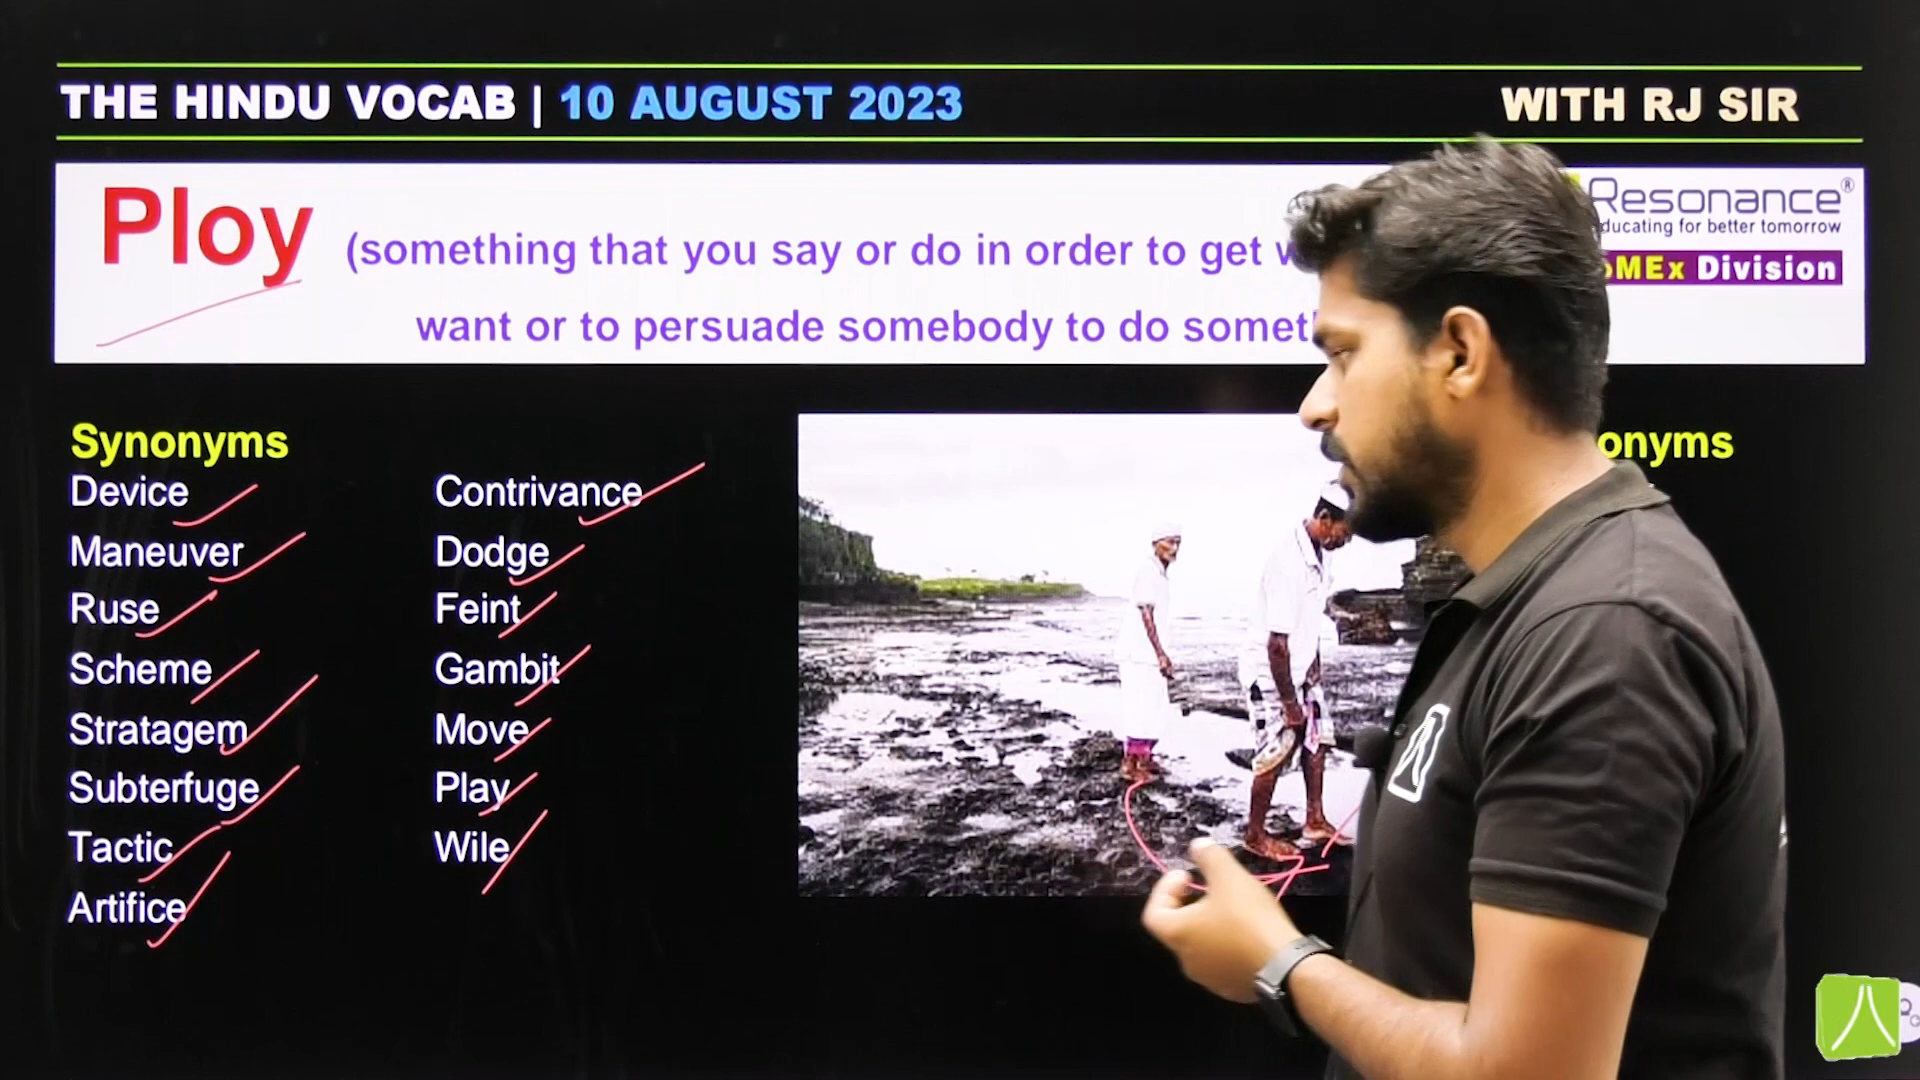 THE HINDU VOCAB | 10 AUGUST 2023
WITH RJ SIR
Ploy (something that you say or do in order to get
want or to persuade somebody to do
Resonance®
educating for better tomorrow
Division
Synonyms
Device
Maneuver
Ruse
Scheme
Stratagem
Subterfuge
Tactic
Artifice
Contrivance
Dodge
Feint
Gambit
Move
Play
Wile
onyms